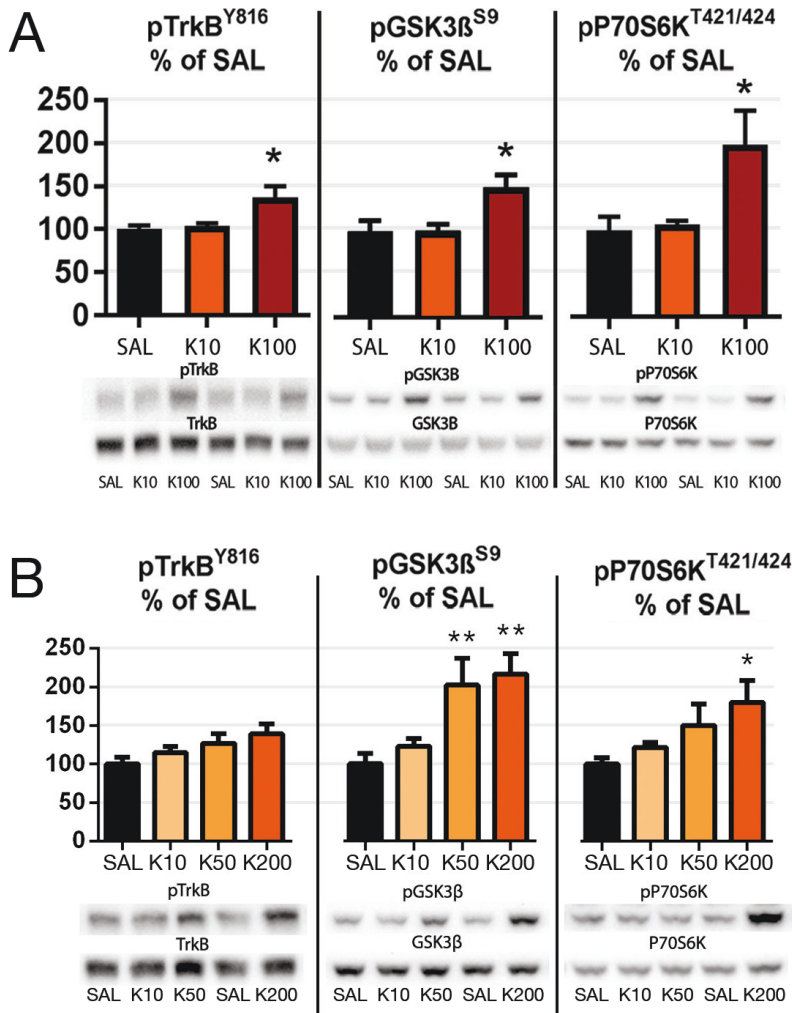 A
pTrkB^Y816 pGSK3ß^S9 pP70S6K^T421/424
% of SAL % of SAL % of SAL
250
200
150
100
50
0
* * *
SAL K10 K100 SAL K10 K100 SAL K10 K100
pTrkB pGSK3B pP70S6K
TrkB GSK3B P70S6K
SAL K10 K100 SAL K10 K100 SAL K10 K100 SAL K10 K100 SAL K10 K100 SAL K10 K100
B
pTrkB^Y816 pGSK3ß^S9 pP70S6K^T421/424
% of SAL % of SAL % of SAL
250
200
150
100
50
0
** ** *
SAL K10 K50 K200 SAL K10 K50 K200 SAL K10 K50 K200
pTrkB pGSK3β pP70S6K
TrkB GSK3β P70S6K
SAL K10 K50 SAL K200 SAL K10 K50 SAL K200 SAL K10 K50 SAL K200